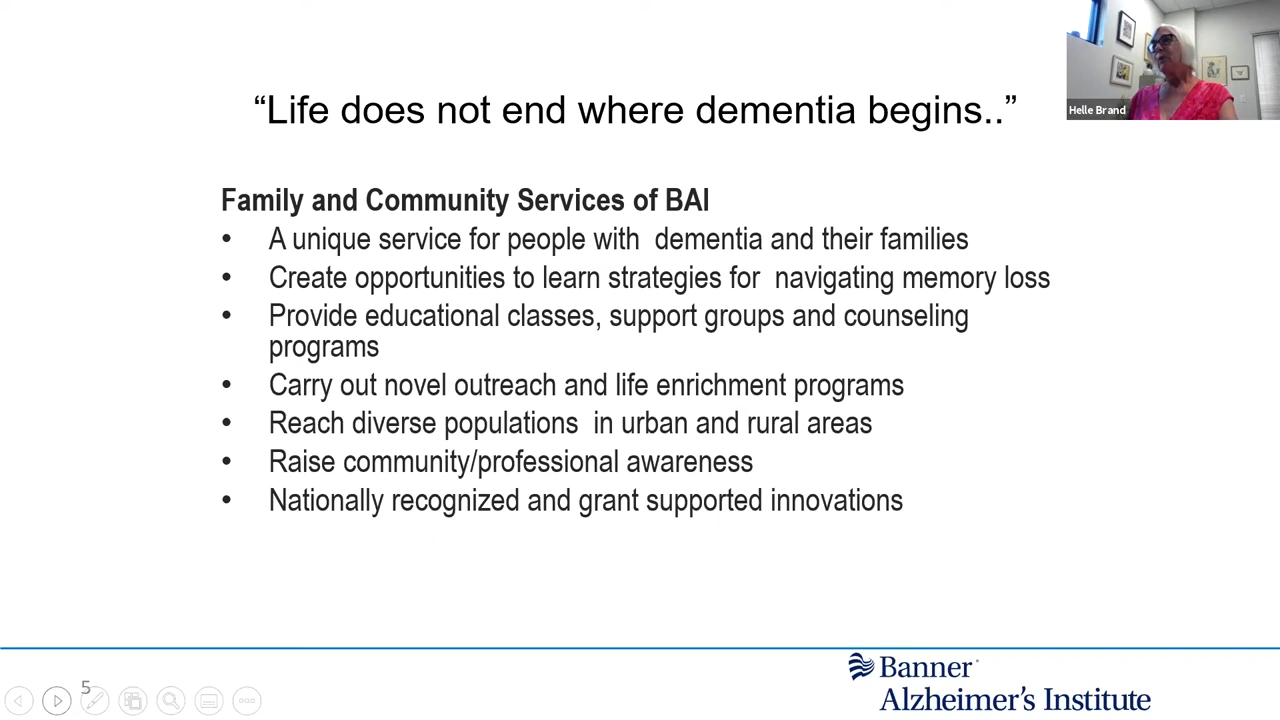 “Life does not end where dementia begins..”
Helle Brand
Family and Community Services of BAI
• A unique service for people with dementia and their families
• Create opportunities to learn strategies for navigating memory loss
• Provide educational classes, support groups and counseling
programs
• Carry out novel outreach and life enrichment programs
• Reach diverse populations in urban and rural areas
• Raise community/professional awareness
• Nationally recognized and grant supported innovations
5
Banner
Alzheimer’s Institute